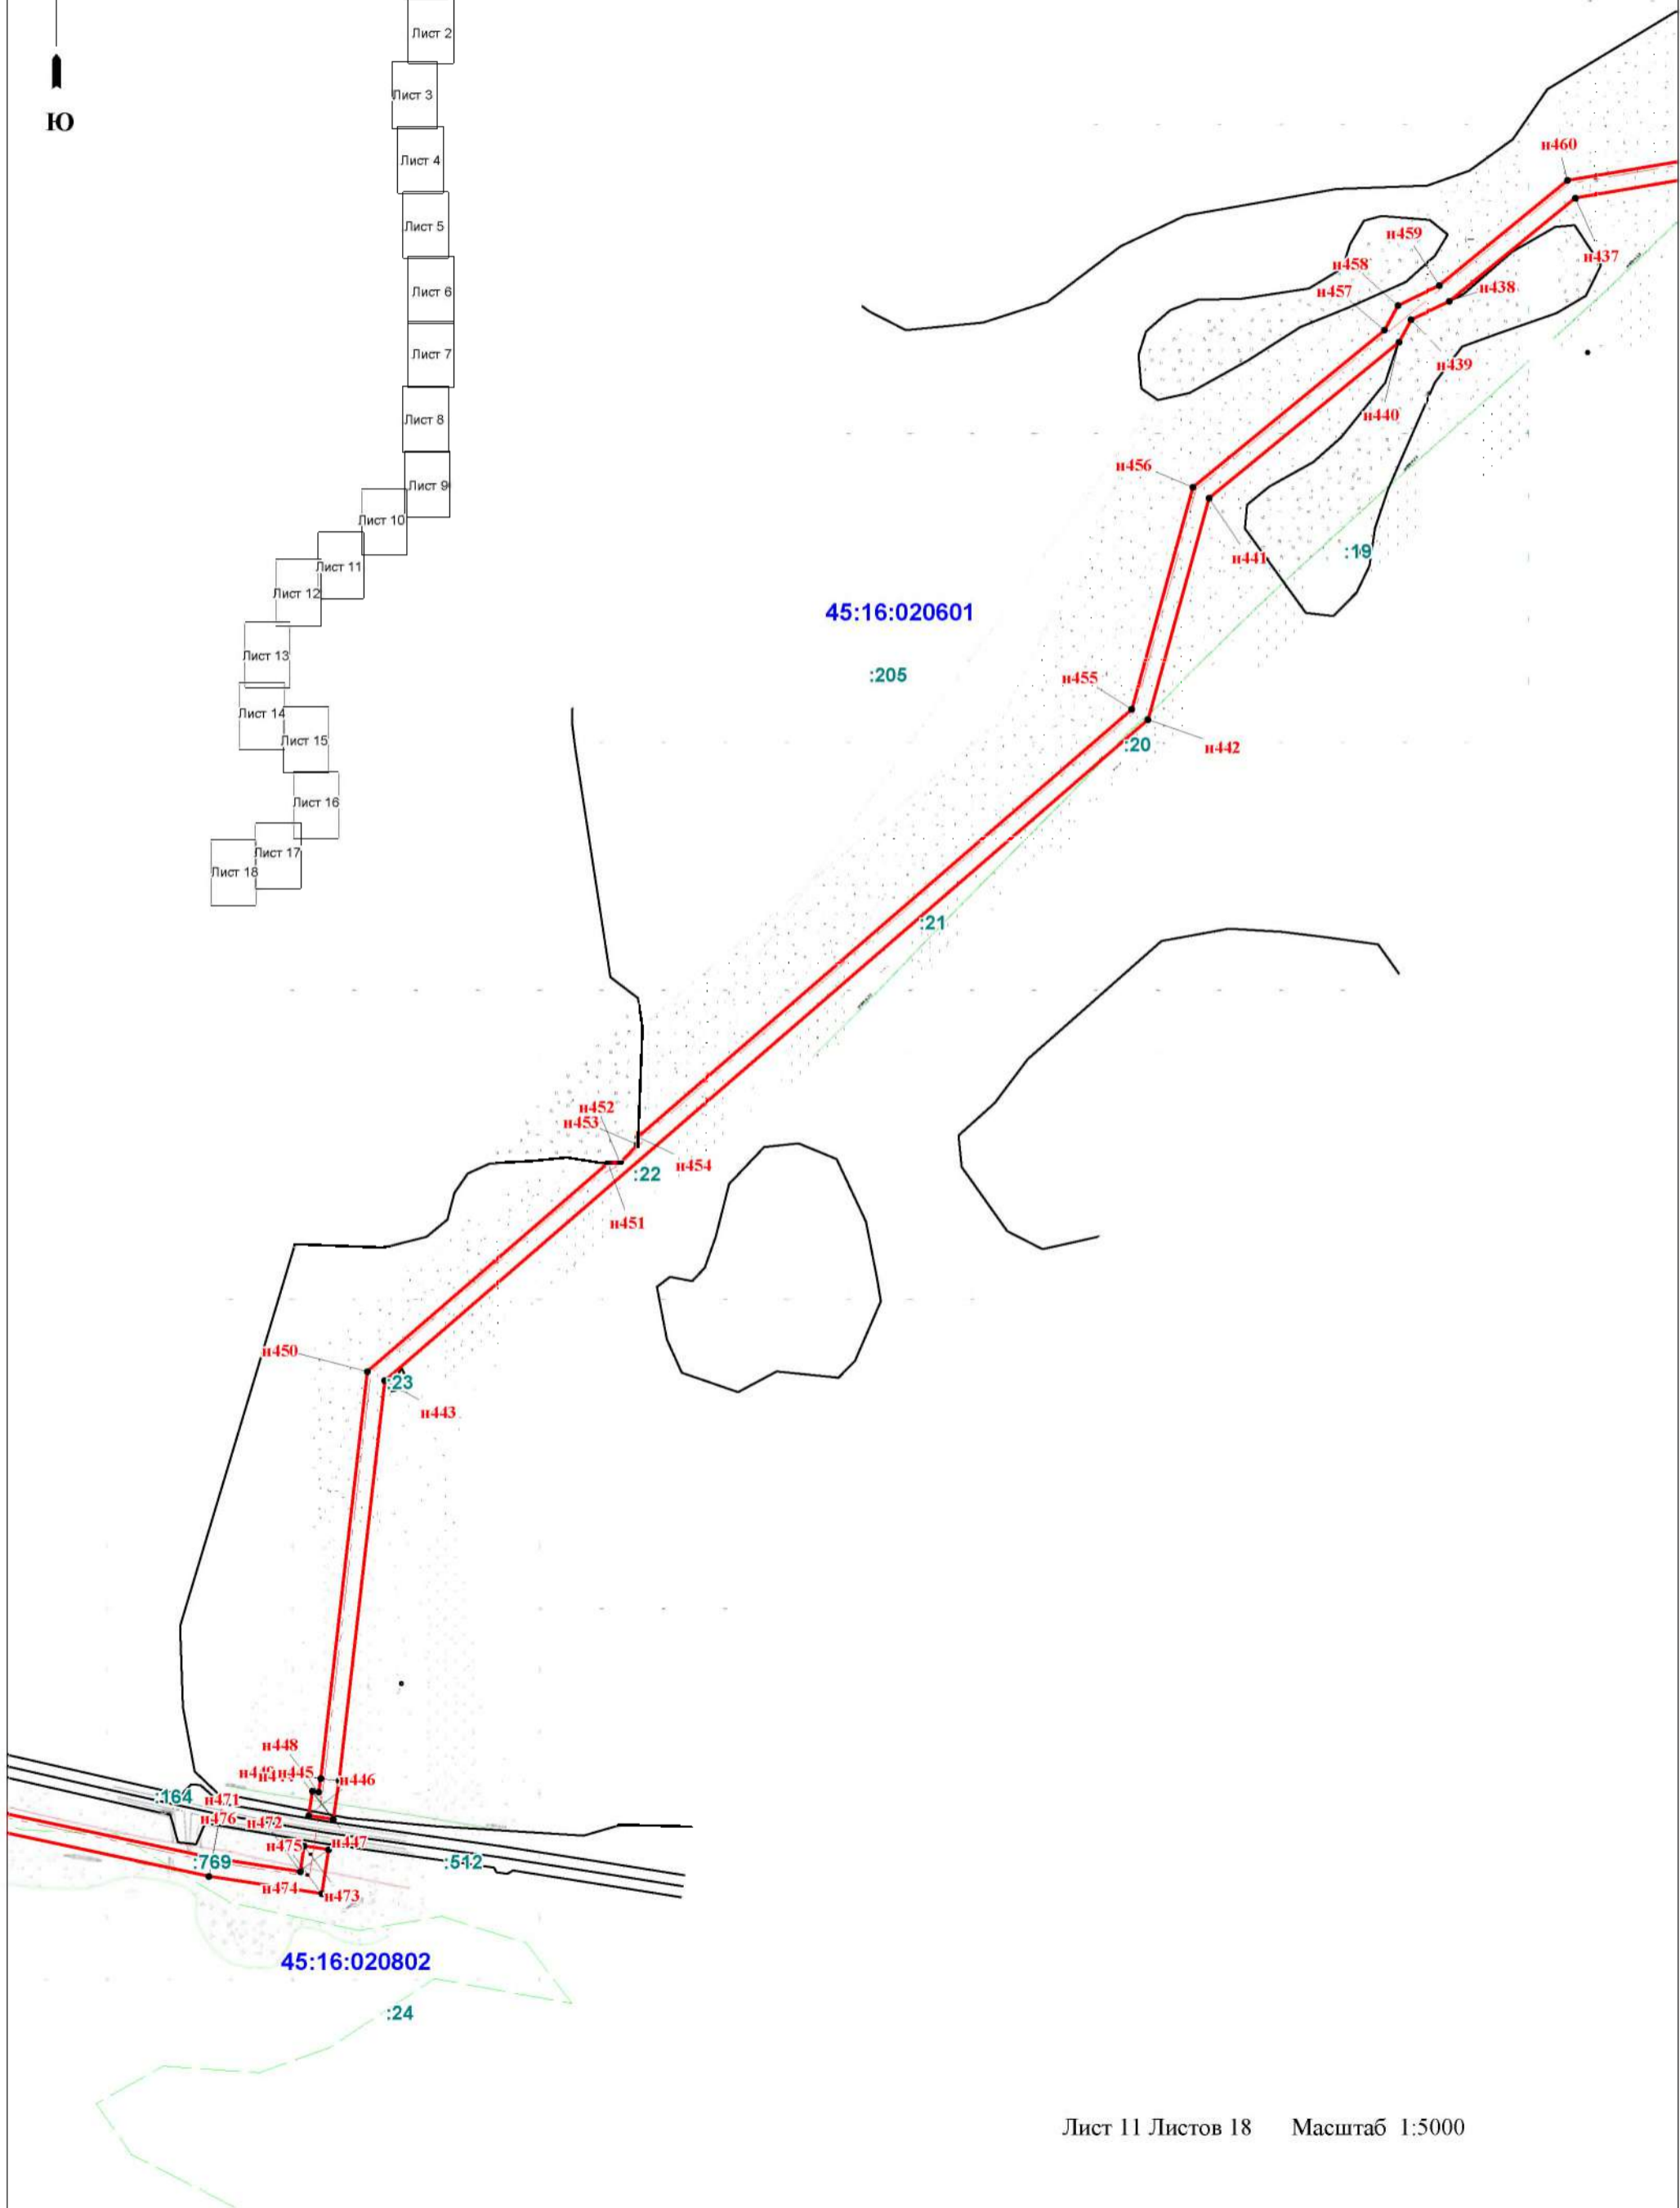 Лист 2
Лист 3
Ю
Лист 4
Лист 5
Лист 6
Лист 7
Лист 8
Лист 9
Лист 10
Лист 11
Лист 12
Лист 13
Лист 14
Лист 15
Лист 16
Лист 17
Лист 18
н460
н459
н437
н458
н457
н438
н439
н440
н456
н441
:19
45:16:020601
:205
н455
:20
н442
:21
н452
н453
н454
:22
н451
н450
:23
н443
н448
н445
н446
:164
н471
н476
н472
н447
н475
:769
:512
н474
н473
45:16:020802
:24
Лист 11 Листов 18 Масштаб 1:5000